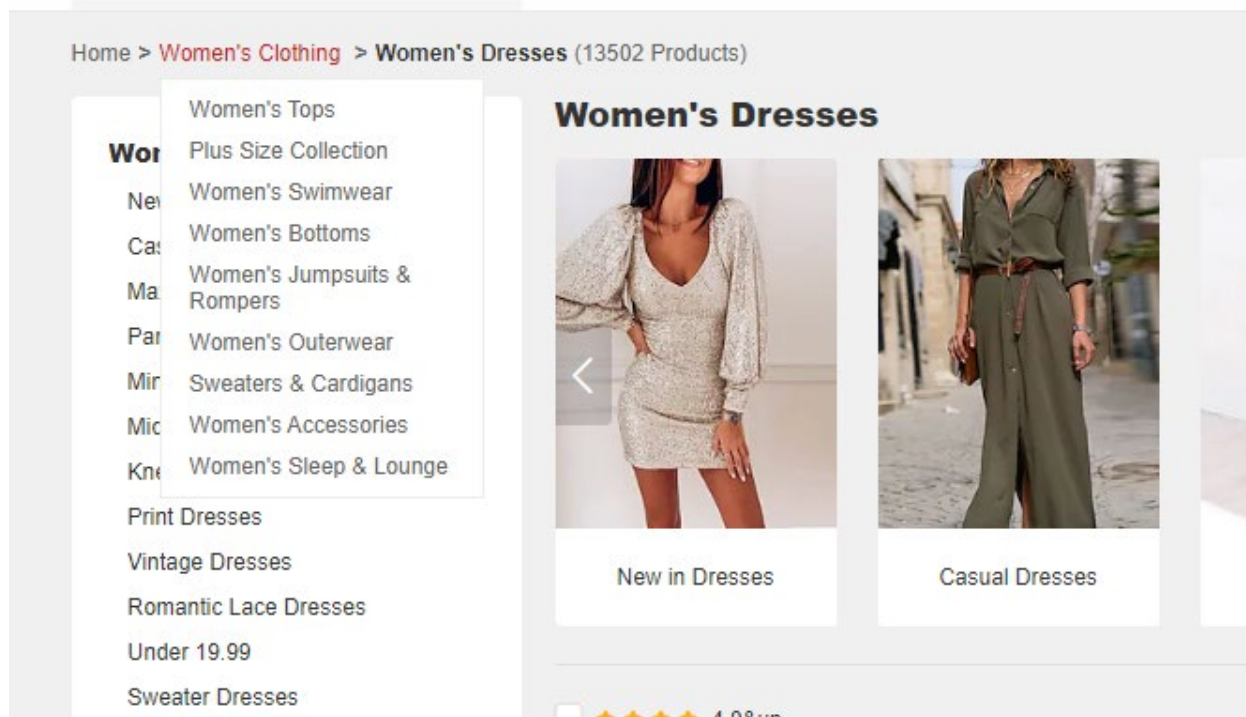 Home > Women's Clothing > Women's Dresses (13502 Products)
Women's Tops
Plus Size Collection
Women's Swimwear
Women's Bottoms
Women's Jumpsuits &
Rompers
Women's Outerwear
Sweaters & Cardigans
Women's Accessories
Women's Sleep & Lounge
Print Dresses
Vintage Dresses
Romantic Lace Dresses
Under 19.99
Sweater Dresses
Women's Dresses
New in Dresses
Casual Dresses